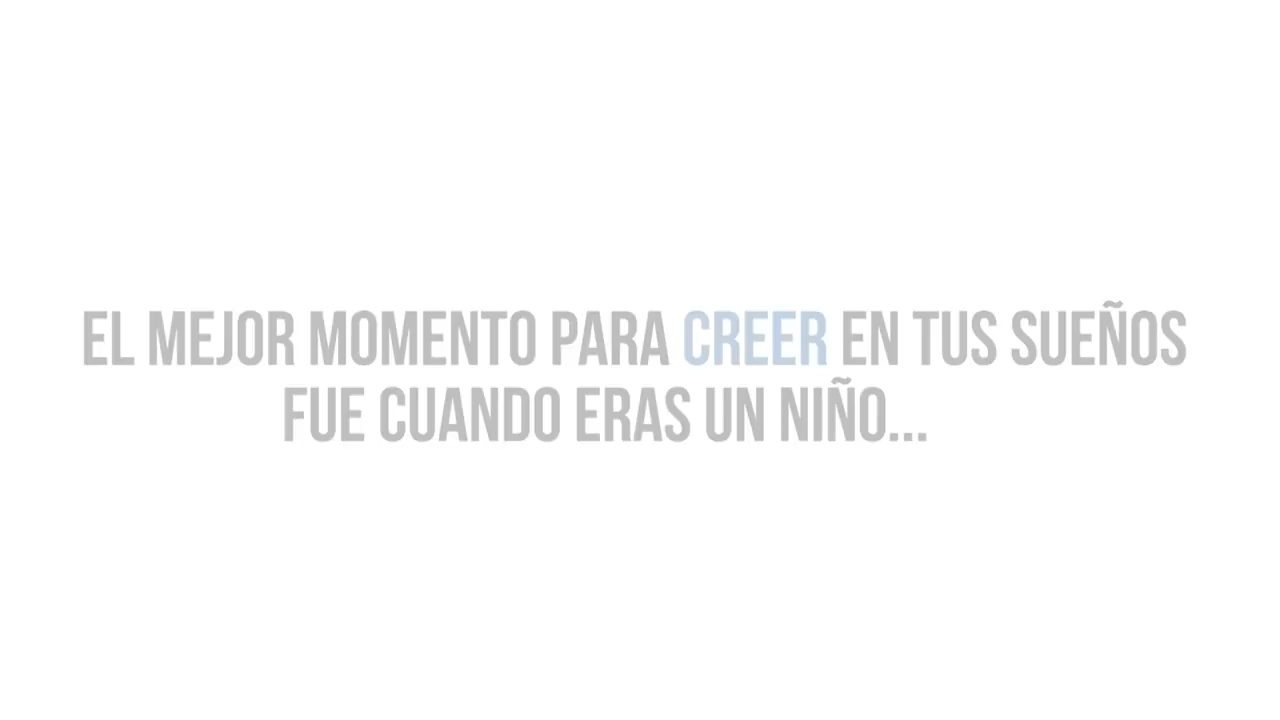 EL MEJOR MOMENTO PARA CREER EN TUS SUEÑOS
FUE CUANDO ERAS UN NIÑO...